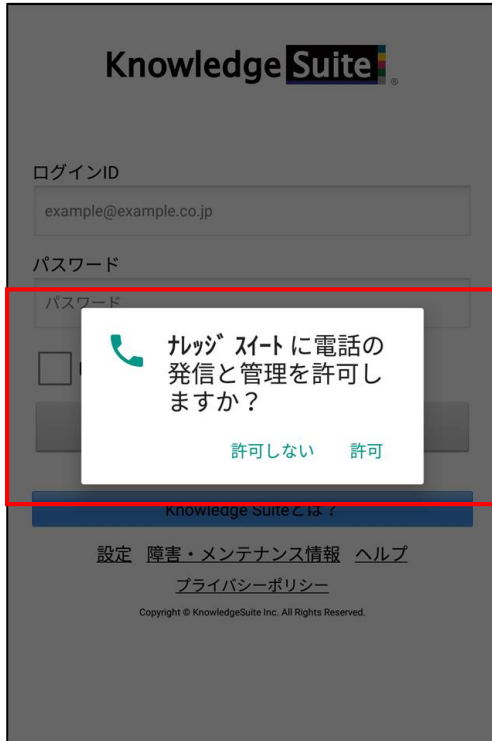 Knowledge Suite ®
ログインID
example@example.co.jp
パスワード
パスワード
ﾅﾚｯｼﾞ ｽｲｰﾄ に電話の
発信と管理を許可し
ますか？
許可しない 許可
Knowledge Suiteとは？
設定 障害・メンテナンス情報 ヘルプ
プライバシーポリシー
Copyright © KnowledgeSuite Inc. All Rights Reserved.